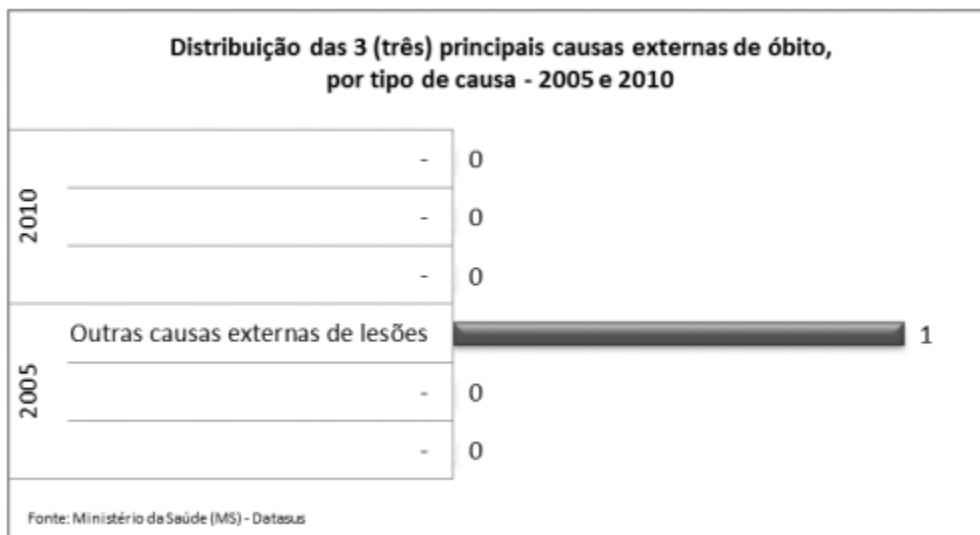 Distribuição das 3 (três) principais causas externas de óbito,
por tipo de causa - 2005 e 2010
2010
- 0
- 0
- 0
2005
Outras causas externas de lesões 1
- 0
- 0
Fonte: Ministério da Saúde (MS) - Datasus